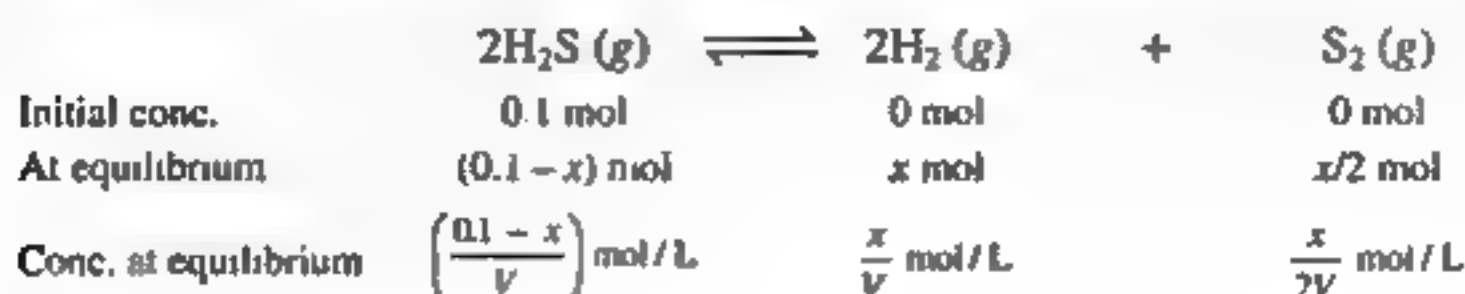 2H₂S (g) ⇌ 2H₂ (g) + S₂ (g)
Initial conc. 0.1 mol 0 mol 0 mol
At equilibrium (0.1 − x) mol x mol x/2 mol
Conc. at equilibrium ((0.1 − x)/V) mol/L x/V mol/L x/2V mol/L